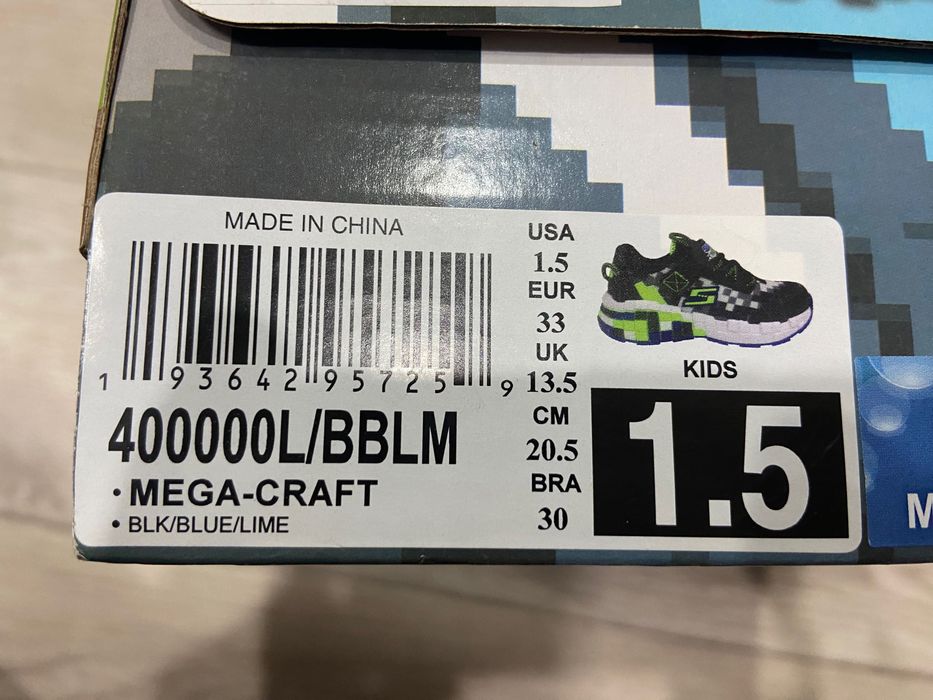 MADE IN CHINA
1 93642 95725 9
400000L/BBLM
• MEGA-CRAFT
• BLK/BLUE/LIME
USA
1.5
EUR
33
UK
13.5
CM
20.5
BRA
30
KIDS
1.5
M